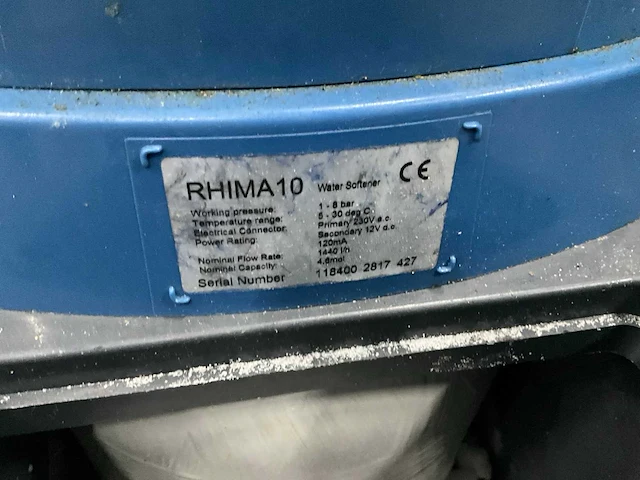 RHIMA10 Water Softener CE
Working pressure: 1 - 8 bar
Temperature range: 5 - 30 deg C
Electrical Connector Primary 230V a.c
Secondary 12V d.c
Power Rating: 120mA
Nominal Flow Rate: 1440 l/h
Nominal Capacity: 4.6mol
Serial Number 118400 2817 427